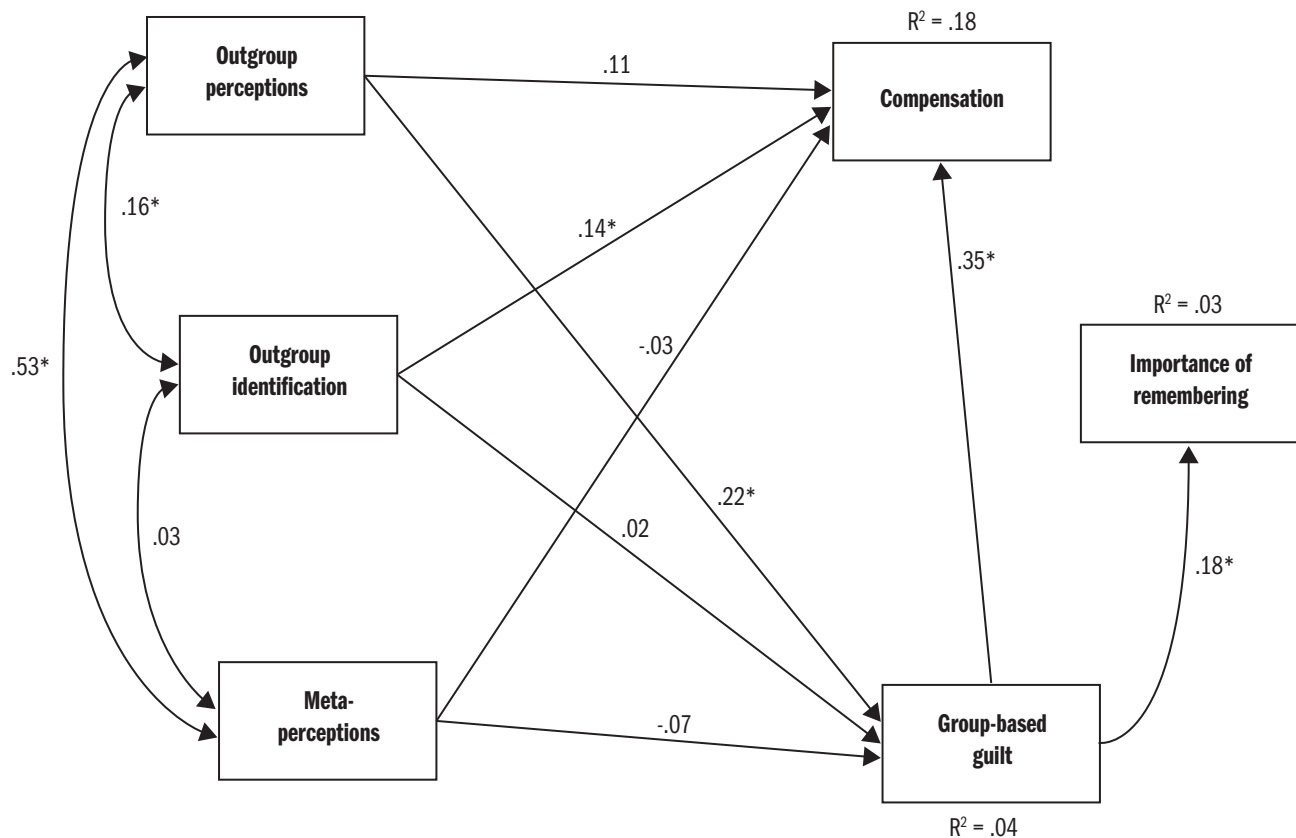 R² = .18
Outgroup
perceptions
.11
Compensation
.16*
.14*
.35*
R² = .03
.53*
Outgroup
identification
-.03
Importance of
remembering
.22*
.02
.03
.18*
Meta-
perceptions
-.07
Group-based
guilt
R² = .04